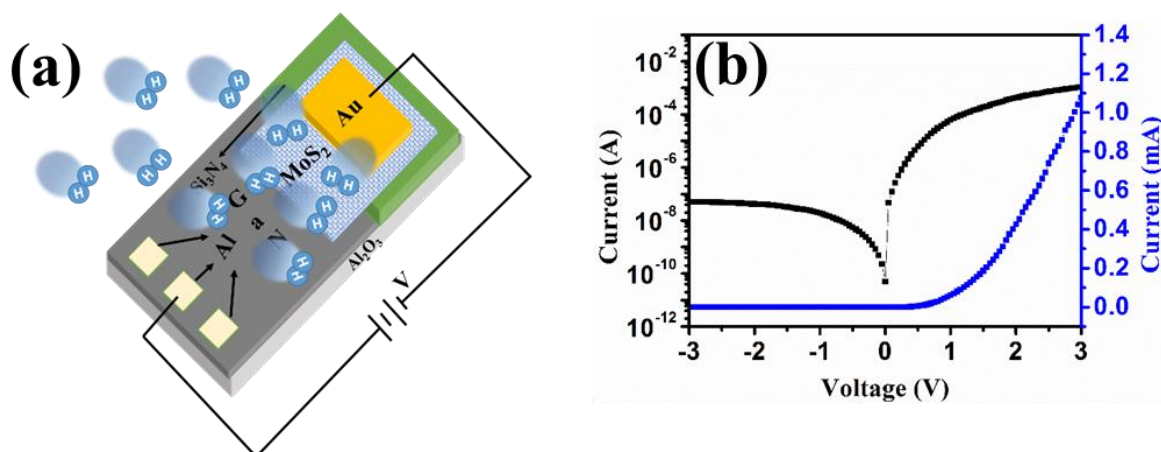 (a)
H H
H H
H H
H H
Au
H H
MoS2
H H
Si3N4
G
H H
H H
H H
a
Al
N
H H
Al2O3
V
(b)
10-2
10-4
10-6
10-8
10-10
10-12
Current (A)
1.4
1.2
1.0
0.8
0.6
0.4
0.2
0.0
Current (mA)
-3 -2 -1 0 1 2 3
Voltage (V)